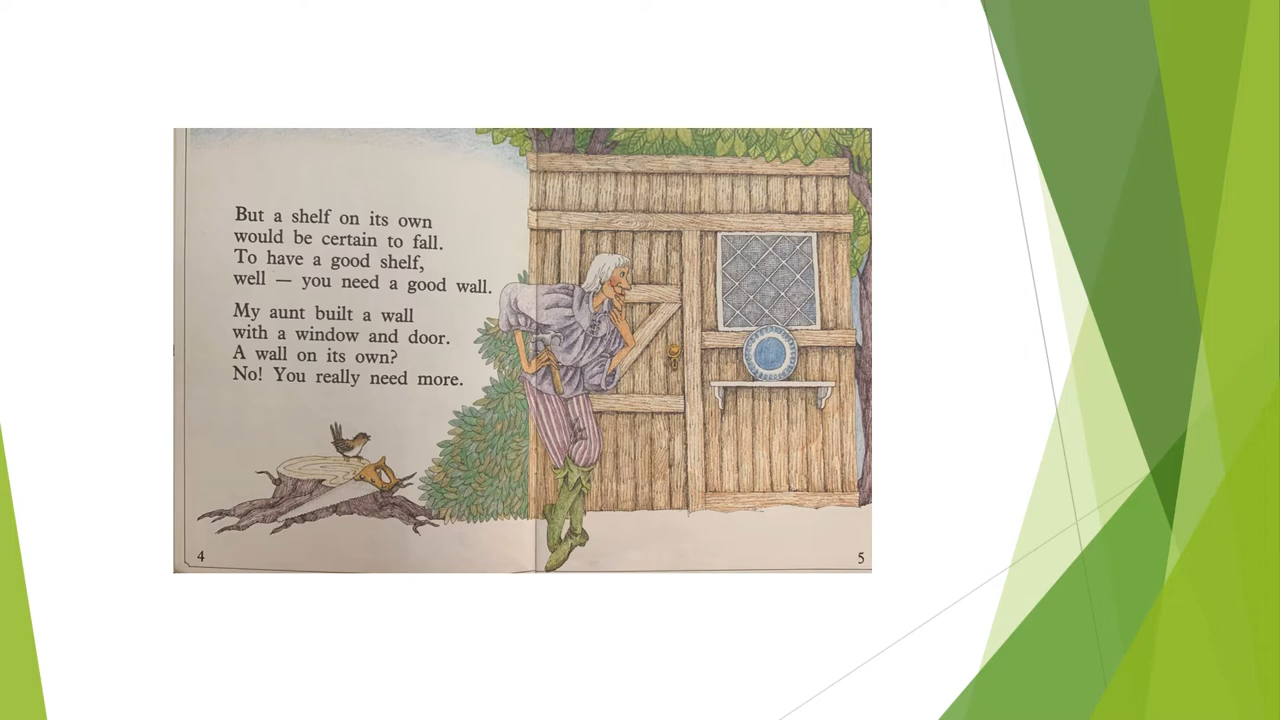 But a shelf on its own
would be certain to fall.
To have a good shelf,
well — you need a good wall.
My aunt built a wall
with a window and door.
A wall on its own?
No! You really need more.
4
5